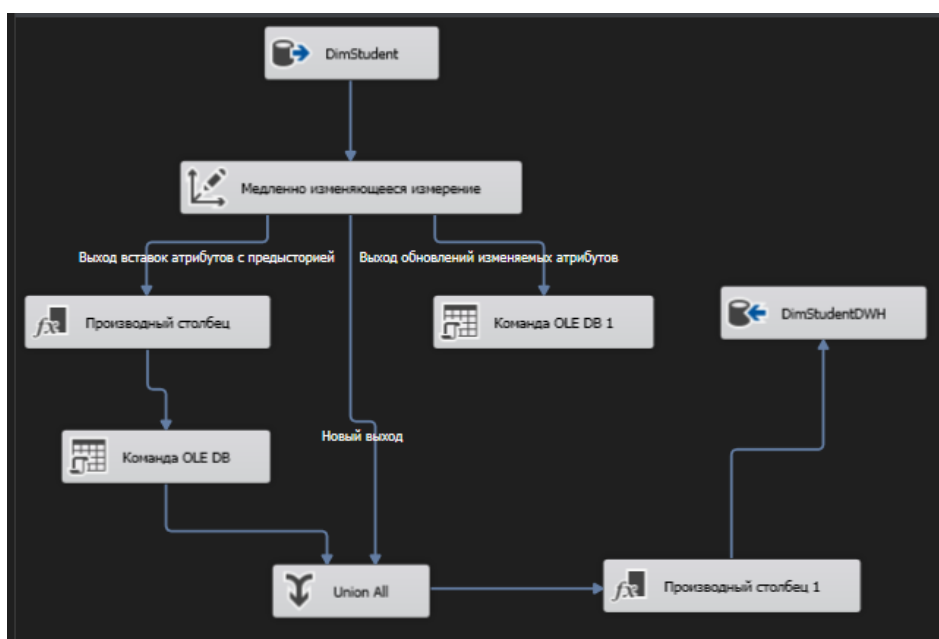 DimStudent
Медленно изменяющееся измерение
Выход вставок атрибутов с предысторией
Выход обновлений изменяемых атрибутов
Производный столбец
Команда OLE DB 1
DimStudentDWH
Новый выход
Команда OLE DB
Union All
Производный столбец 1